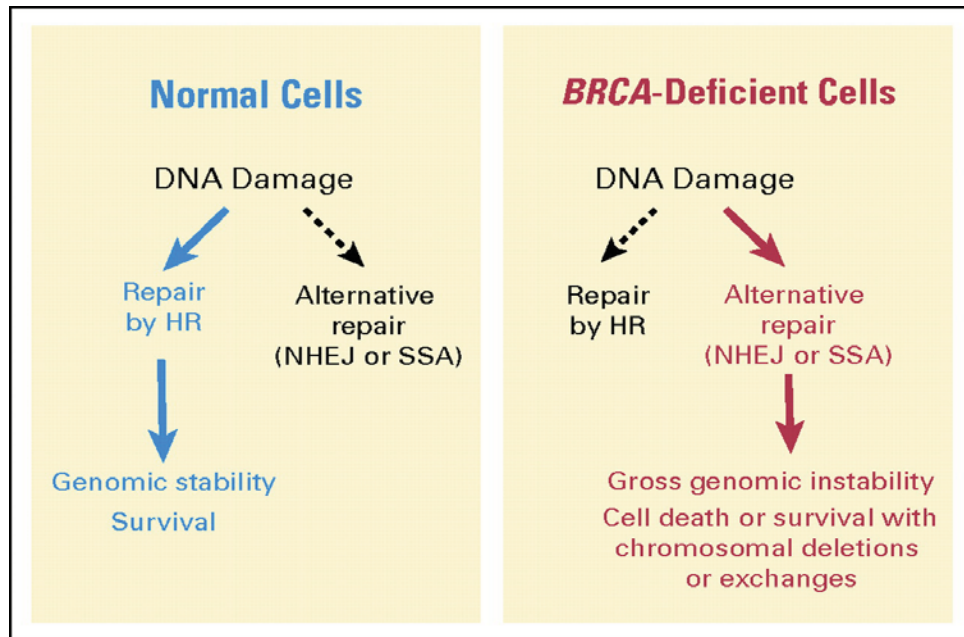 Normal Cells
DNA Damage
Repair
by HR
Alternative
repair
(NHEJ or SSA)
Genomic stability
Survival
BRCA-Deficient Cells
DNA Damage
Repair
by HR
Alternative
repair
(NHEJ or SSA)
Gross genomic instability
Cell death or survival with
chromosomal deletions
or exchanges